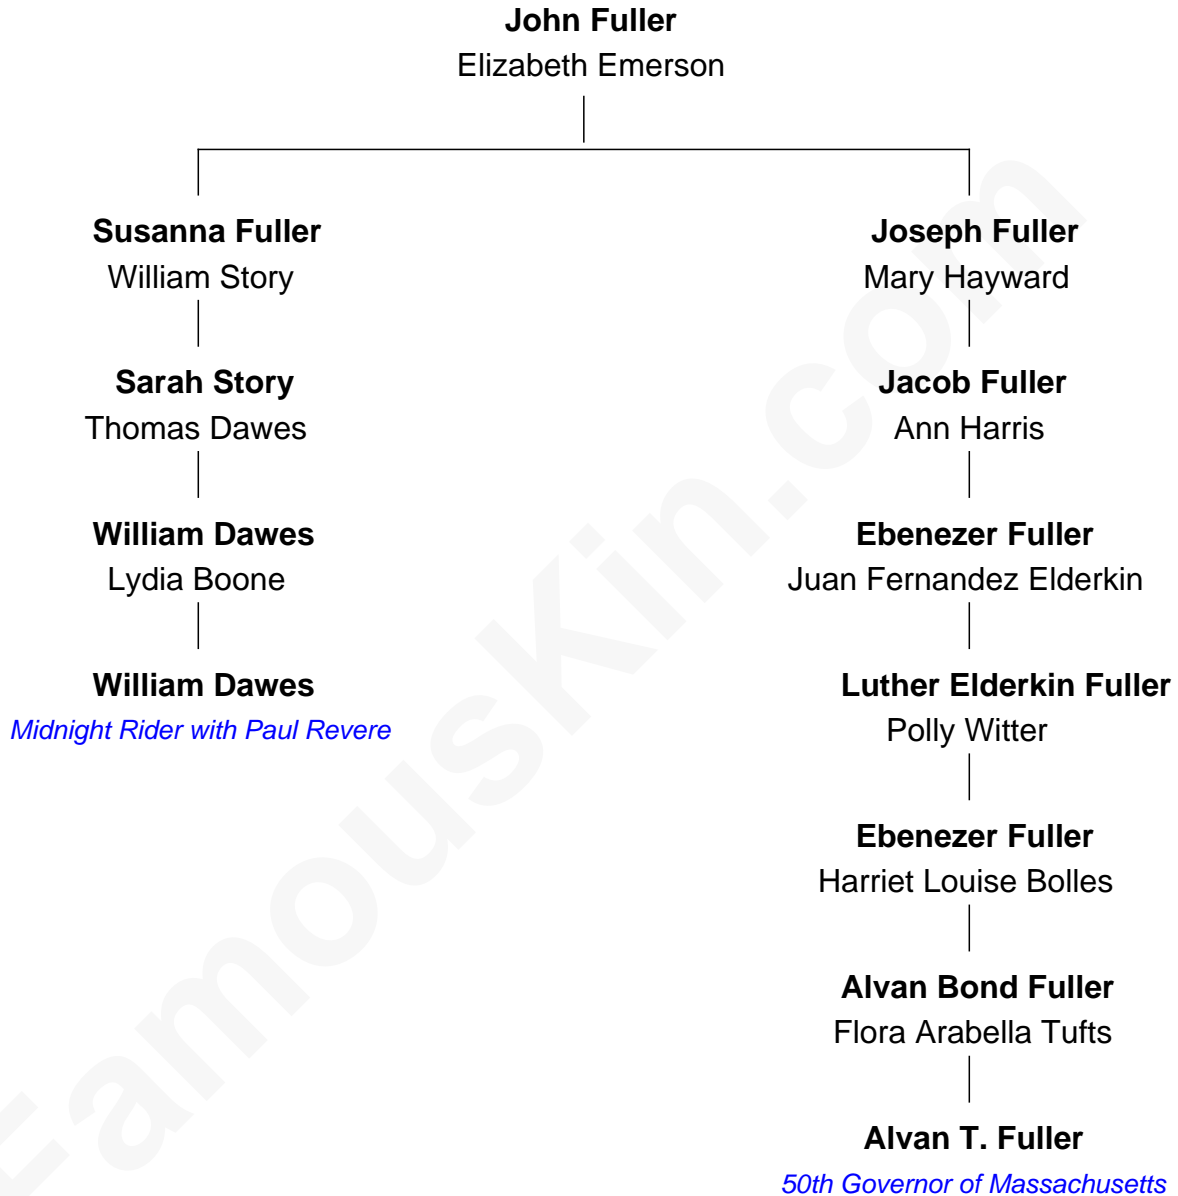 John Fuller
Elizabeth Emerson
Susanna Fuller
William Story
Joseph Fuller
Mary Hayward
Sarah Story
Thomas Dawes
Jacob Fuller
Ann Harris
William Dawes
Lydia Boone
Ebenezer Fuller
Juan Fernandez Elderkin
William Dawes
Midnight Rider with Paul Revere
Luther Elderkin Fuller
Polly Witter
Ebenezer Fuller
Harriet Louise Bolles
Alvan Bond Fuller
Flora Arabella Tufts
Alvan T. Fuller
50th Governor of Massachusetts
FamousKin.com